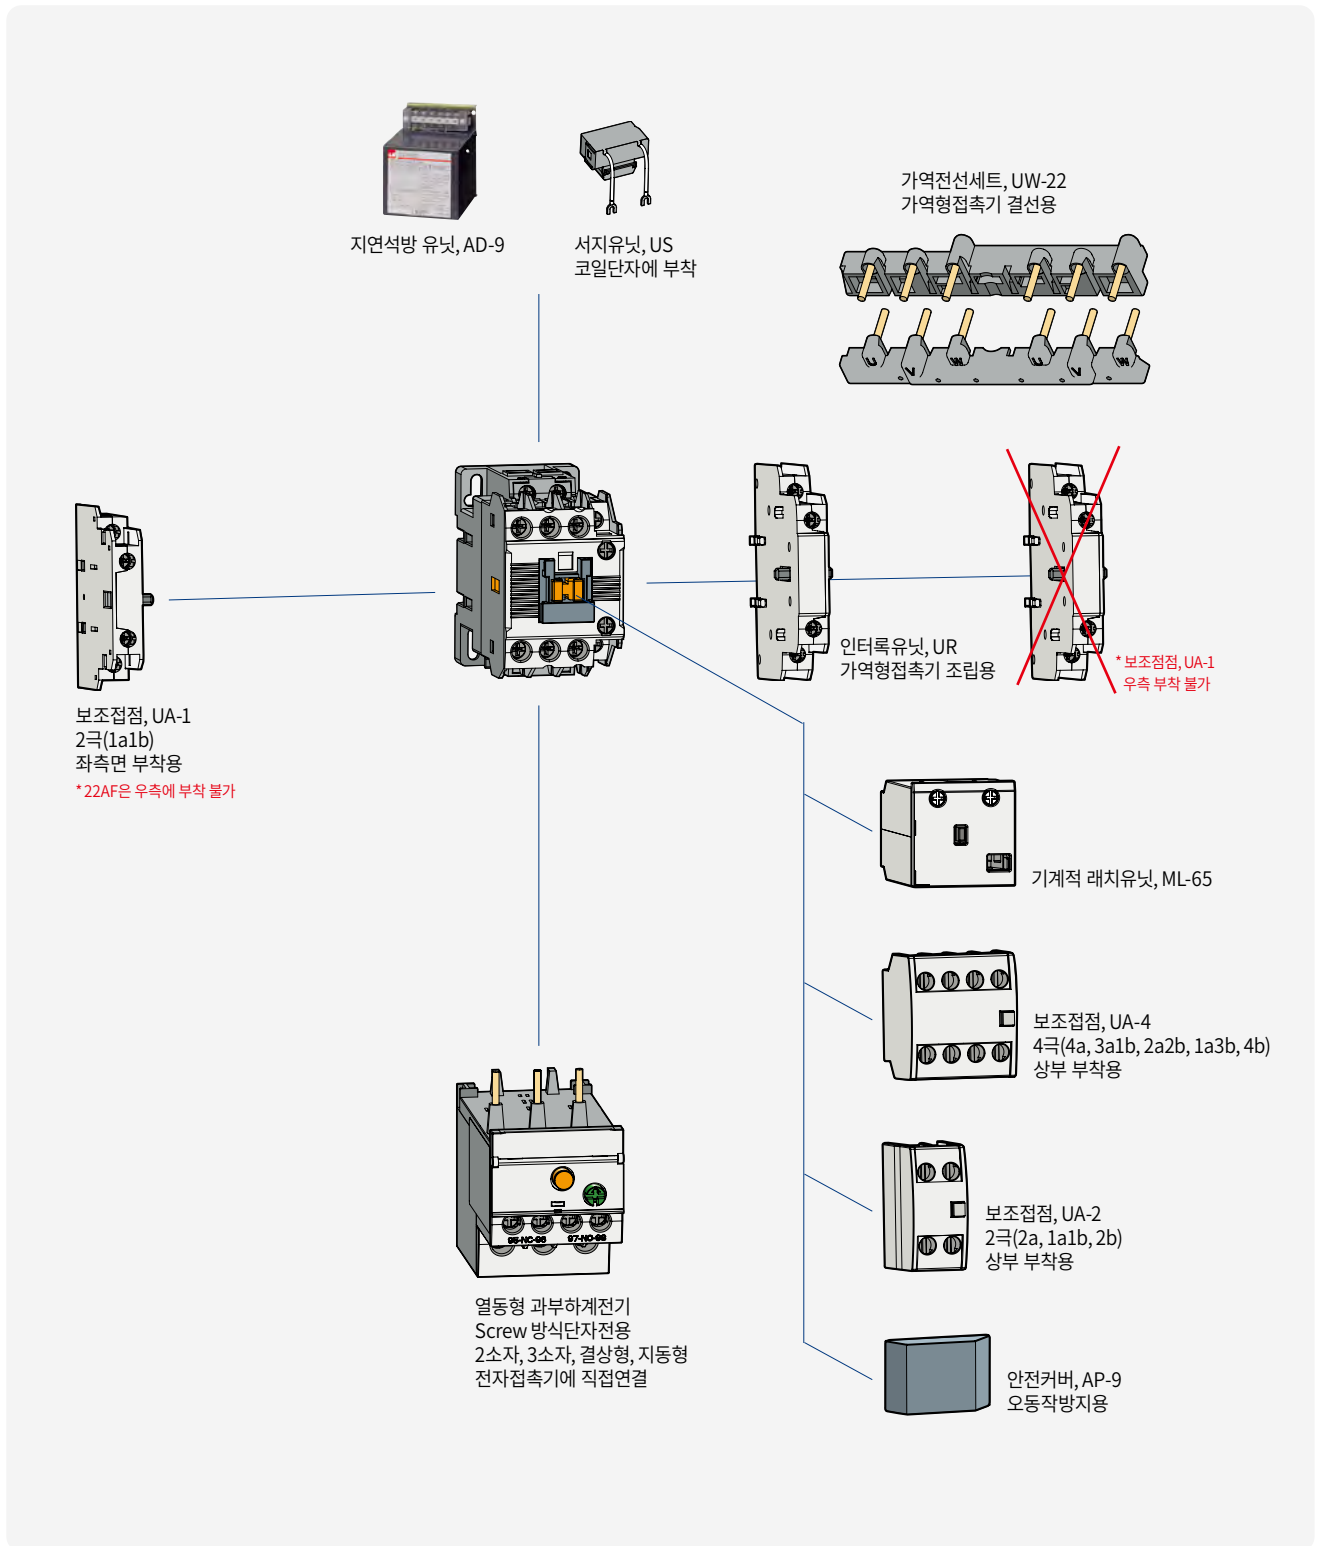 지연석방 유닛, AD-9
서지유닛, US
코일단자에 부착
가역전선세트, UW-22
가역형접촉기 결선용
U V W U V W
인터록유닛, UR
가역형접촉기 조립용
* 보조점점, UA-1
우측 부착 불가
보조접점, UA-1
2극(1a1b)
좌측면 부착용
* 22AF은 우측에 부착 불가
기계적 래치유닛, ML-65
보조접점, UA-4
4극(4a, 3a1b, 2a2b, 1a3b, 4b)
상부 부착용
95-NC-96 97-NO-98
보조접점, UA-2
2극(2a, 1a1b, 2b)
상부 부착용
열동형 과부하계전기
Screw 방식단자전용
2소자, 3소자, 결상형, 지동형
전자접촉기에 직접연결
안전커버, AP-9
오동작방지용